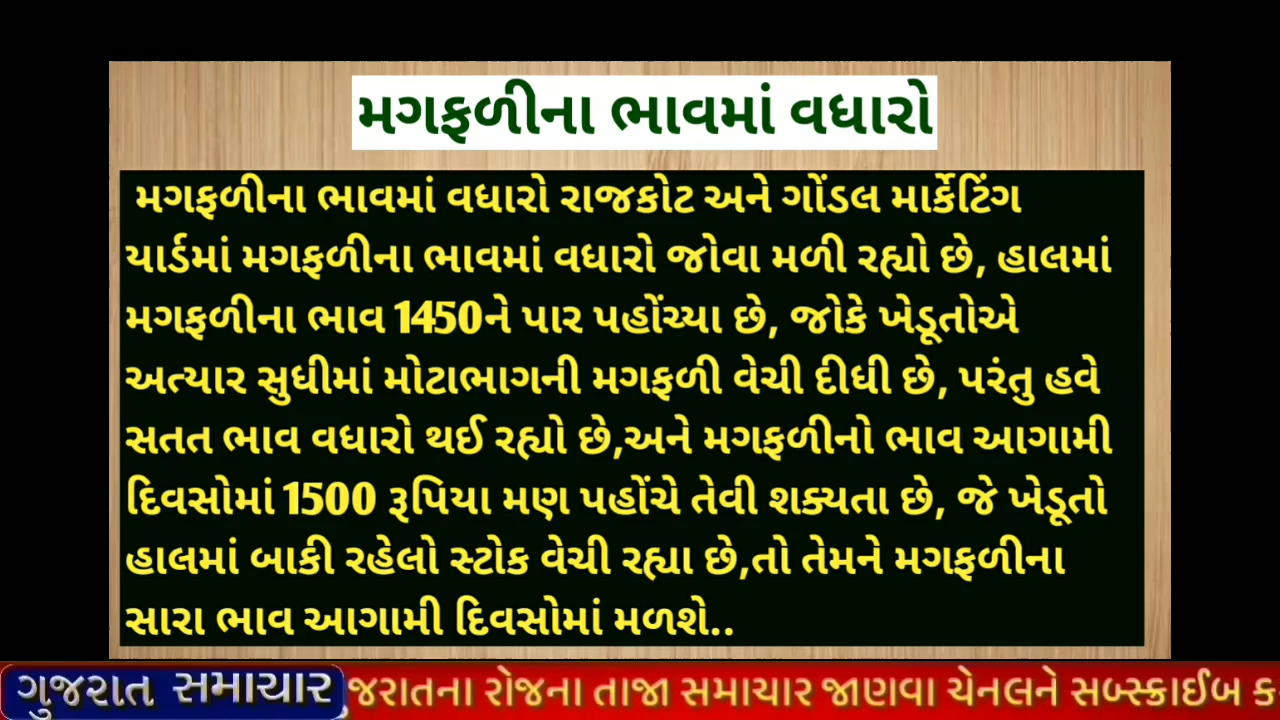 મગફળીના ભાવમાં વધારો
મગફળીના ભાવમાં વધારો રાજકોટ અને ગોંડલ માર્કેટિંગ
યાર્ડમાં મગફળીના ભાવમાં વધારો જોવા મળી રહ્યો છે, હાલમાં
મગફળીના ભાવ 1450ને પાર પહોંચ્યા છે, જોકે ખેડૂતોએ
અત્યાર સુધીમાં મોટાભાગની મગફળી વેચી દીધી છે, પરંતુ હવે
સતત ભાવ વધારો થઈ રહ્યો છે,અને મગફળીનો ભાવ આગામી
દિવસોમાં 1500 રૂપિયા મણ પહોંચે તેવી શક્યતા છે, જે ખેડૂતો
હાલમાં બાકી રહેલો સ્ટોક વેચી રહ્યા છે,તો તેમને મગફળીના
સારા ભાવ આગામી દિવસોમાં મળશે..
ગુજરાત સમાચાર જરાતના રોજના તાજા સમાચાર જાણવા ચેનલને સબ્સ્ક્રાઈબ ક